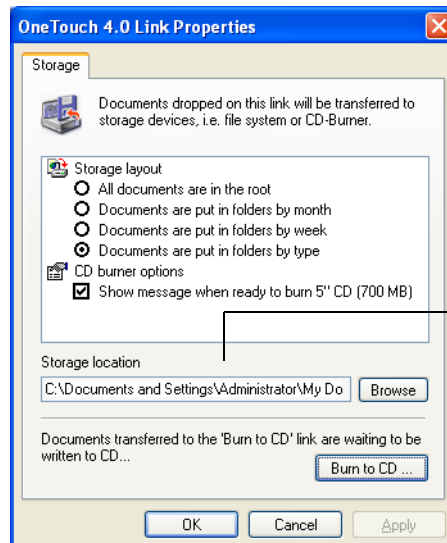 OneTouch 4.0 Link Properties
Storage
Documents dropped on this link will be transferred to
storage devices, i.e. file system or CD-Burner.
Storage layout
All documents are in the root
Documents are put in folders by month
Documents are put in folders by week
Documents are put in folders by type
CD burner options
Show message when ready to burn 5" CD (700 MB)
Storage location
C:\Documents and Settings\Administrator\My Do
Browse
Documents transferred to the 'Burn to CD' link are waiting to be
written to CD...
Burn to CD ...
OK Cancel Apply